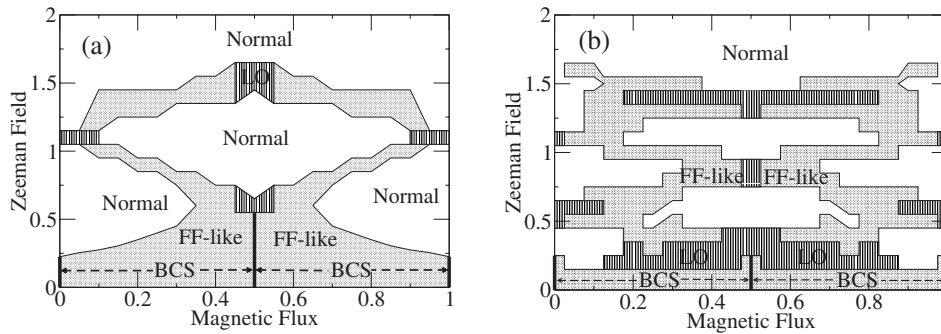 (a)
Normal
LO
Normal
Normal
Normal
FF-like
FF-like
BCS
BCS
Zeeman Field
2
1.5
1
0.5
0
0
0.2
0.4
0.6
0.8
1
Magnetic Flux
(b)
Normal
FF-like
FF-like
LO
LO
BCS
BCS
Zeeman Field
2
1.5
1
0.5
0
0
0.2
0.4
0.6
0.8
Magnetic Flux